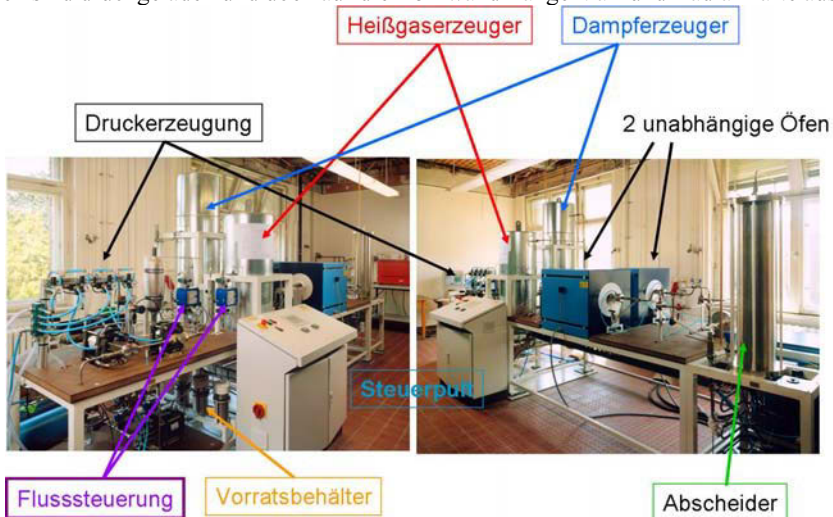 Heißgaserzeuger
Dampferzeuger
Druckerzeugung
2 unabhängige Öfen
Steuerpult
Flusssteuerung
Vorratsbehälter
Abscheider